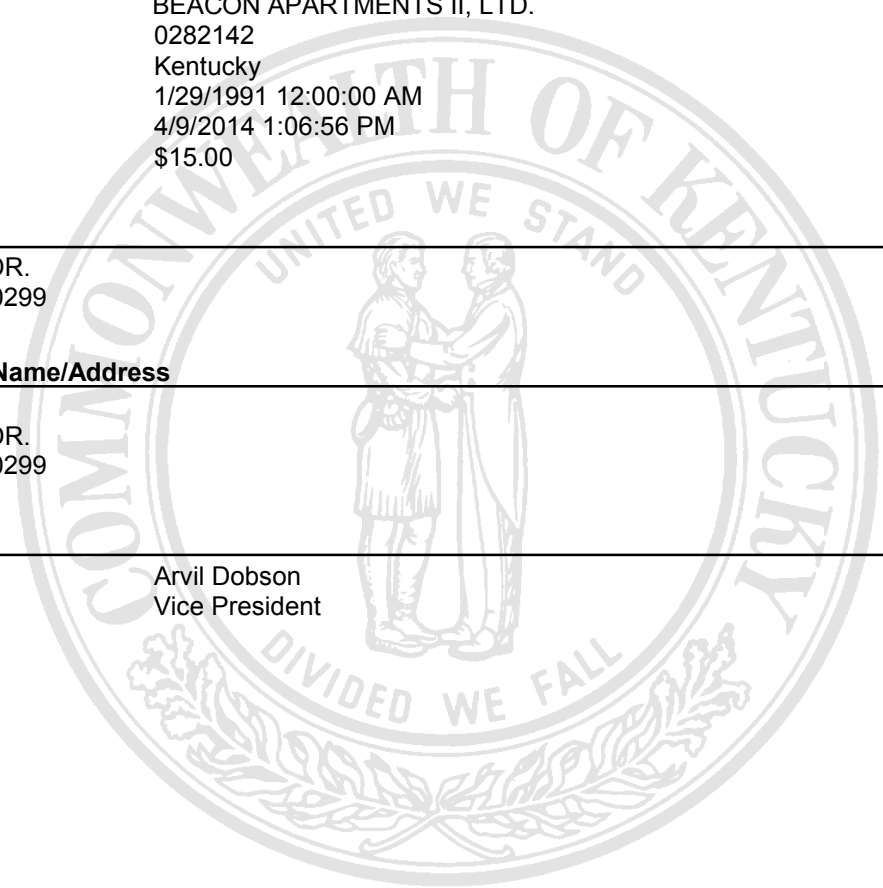 BEACON APARTMENTS II, LTD.
0282142
Kentucky
1/29/1991 12:00:00 AM
4/9/2014 1:06:56 PM
$15.00
DR.
0299
Name/Address
DR.
0299
Arvil Dobson
Vice President
COMMONWEALTH OF KENTUCKY
UNITED WE STAND
DIVIDED WE FALL